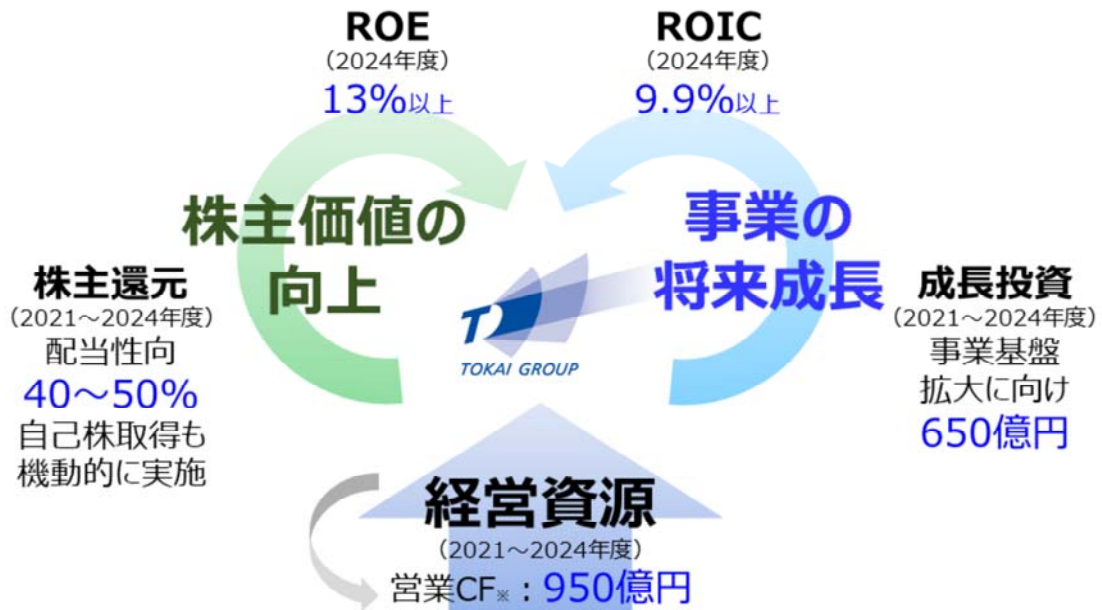 ROE
（2024年度）
13%以上
ROIC
（2024年度）
9.9%以上
株主価値の
向上
事業の
将来成長
株主還元
（2021～2024年度）
配当性向
40～50%
自己株取得も
機動的に実施
T
TOKAI GROUP
成長投資
（2021～2024年度）
事業基盤
拡大に向け
650億円
経営資源
（2021～2024年度）
営業CF※：950億円